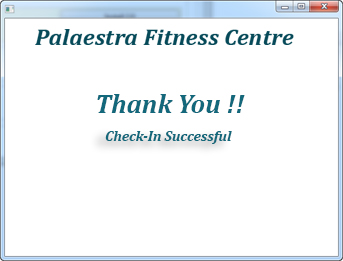 Palaestra Fitness Centre
Thank You !!
Check-In Successful